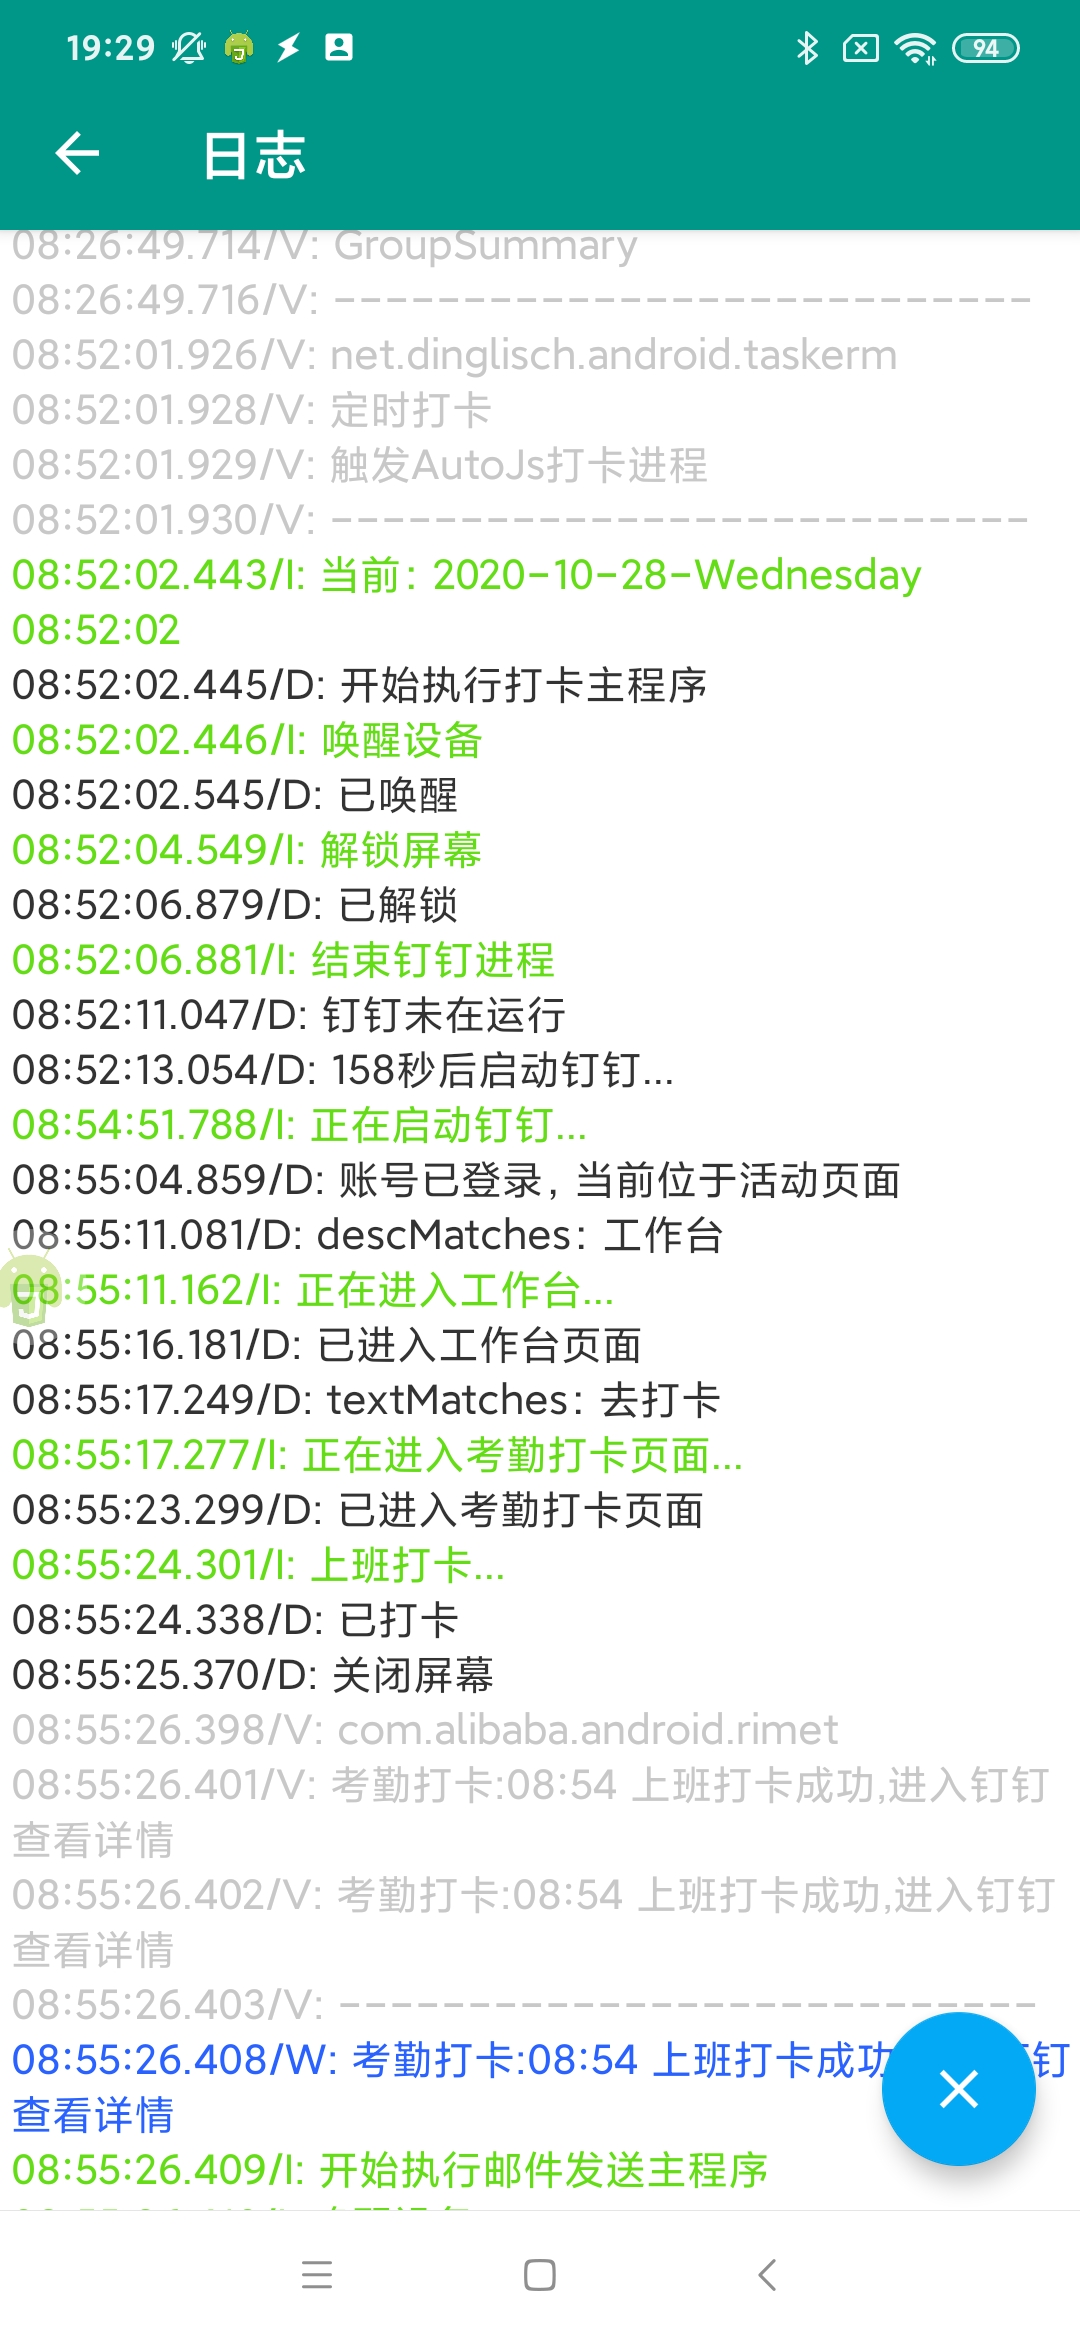 19:29
94
日志
08:26:49.714/V: GroupSummary
08:26:49.716/V: ---------------------------
08:52:01.926/V: net.dinglisch.android.taskerm
08:52:01.928/V: 定时打卡
08:52:01.929/V: 触发AutoJs打卡进程
08:52:01.930/V: ---------------------------
08:52:02.443/I: 当前: 2020-10-28-Wednesday
08:52:02
08:52:02.445/D: 开始执行打卡主程序
08:52:02.446/I: 唤醒设备
08:52:02.545/D: 已唤醒
08:52:04.549/I: 解锁屏幕
08:52:06.879/D: 已解锁
08:52:06.881/I: 结束钉钉进程
08:52:11.047/D: 钉钉未在运行
08:52:13.054/D: 158秒后启动钉钉...
08:54:51.788/I: 正在启动钉钉...
08:55:04.859/D: 账号已登录, 当前位于活动页面
08:55:11.081/D: descMatches: 工作台
08:55:11.162/I: 正在进入工作台...
08:55:16.181/D: 已进入工作台页面
08:55:17.249/D: textMatches: 去打卡
08:55:17.277/I: 正在进入考勤打卡页面...
08:55:23.299/D: 已进入考勤打卡页面
08:55:24.301/I: 上班打卡...
08:55:24.338/D: 已打卡
08:55:25.370/D: 关闭屏幕
08:55:26.398/V: com.alibaba.android.rimet
08:55:26.401/V: 考勤打卡:08:54 上班打卡成功,进入钉钉
查看详情
08:55:26.402/V: 考勤打卡:08:54 上班打卡成功,进入钉钉
查看详情
08:55:26.403/V: ---------------------------
08:55:26.408/W: 考勤打卡:08:54 上班打卡成功 钉
查看详情
08:55:26.409/I: 开始执行邮件发送主程序